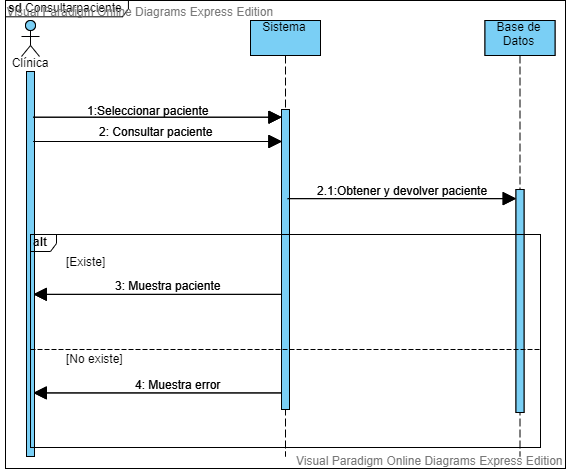 sd Consultarpaciente
Visual Paradigm Online Diagrams Express Edition
Clínica
Sistema
Base de
Datos
1:Seleccionar paciente
2: Consultar paciente
2.1:Obtener y devolver paciente
alt
[Existe]
3: Muestra paciente
[No existe]
4: Muestra error
Visual Paradigm Online Diagrams Express Edition